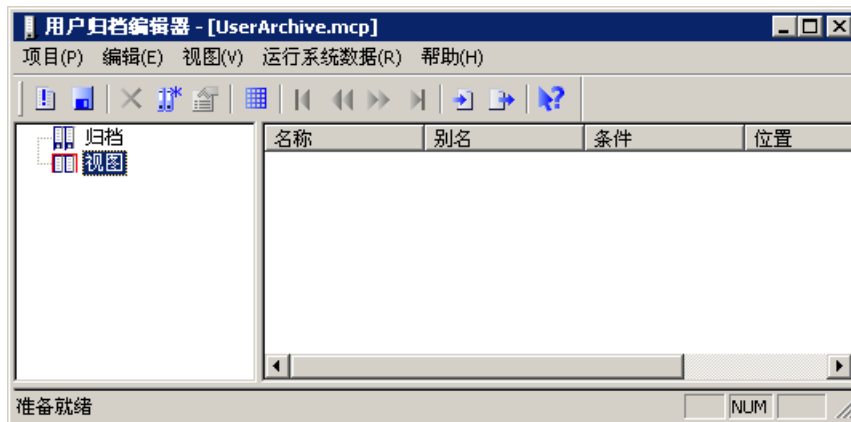 用户归档编辑器 - [UserArchive.mcp]
项目(P) 编辑(E) 视图(V) 运行系统数据(R) 帮助(H)
归档
视图
名称 别名 条件 位置
准备就绪 NUM